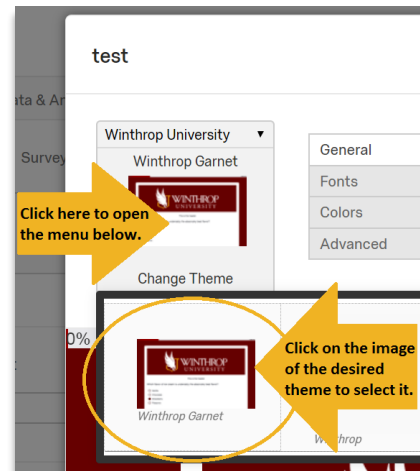 test
ata & An
Survey
Winthrop University
Winthrop Garnet
WINTHROP
UNIVERSITY
Click here to open
the menu below.
Change Theme
General
Fonts
Colors
Advanced
0%
WINTHROP
UNIVERSITY
Winthrop Garnet
Click on the image
of the desired
theme to select it.
Winthrop